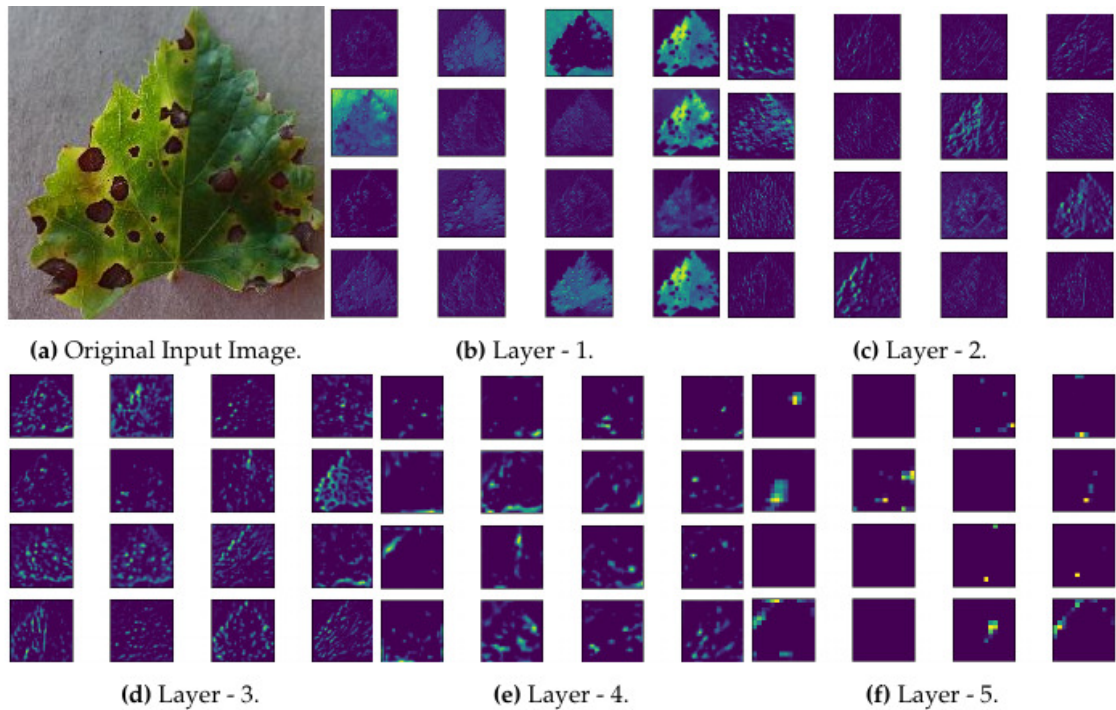 (a) Original Input Image.
(b) Layer - 1.
(c) Layer - 2.
(d) Layer - 3.
(e) Layer - 4.
(f) Layer - 5.